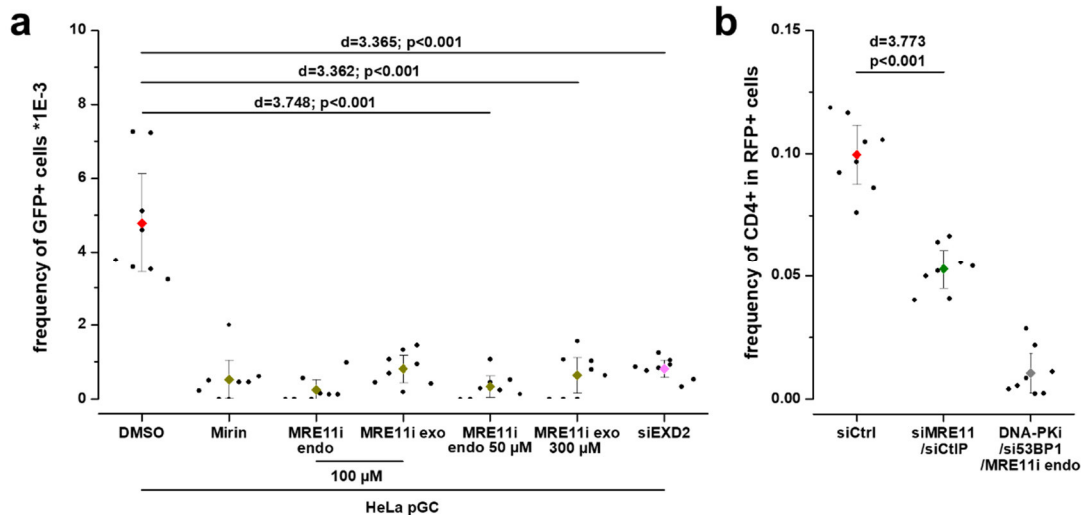 a
frequency of GFP+ cells *1E-3
10
8
6
4
2
0
d=3.365; p<0.001
d=3.362; p<0.001
d=3.748; p<0.001
DMSO
Mirin
MRE11i
endo
MRE11i exo
MRE11i
endo 50 μM
MRE11i exo
300 μM
siEXD2
100 μM
HeLa pGC
b
frequency of CD4+ in RFP+ cells
0.15
0.10
0.05
0.00
d=3.773
p<0.001
siCtrl
siMRE11
/siCtIP
DNA-PKi
/si53BP1
/MRE11i endo